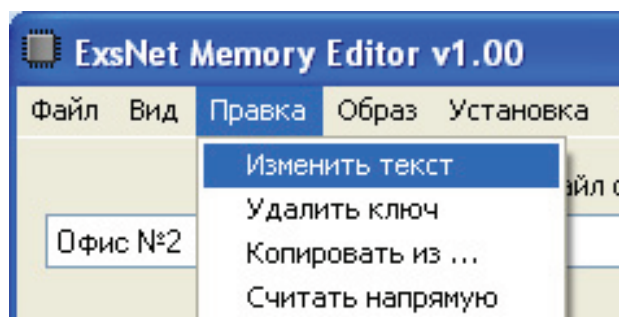 ExsNet Memory Editor v1.00
Файл Вид Правка Образ Установка
Изменить текст
Удалить ключ
Офис №2
Копировать из ...
Считать напрямую